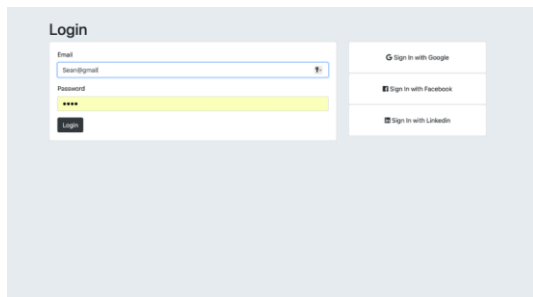 Login
Email
Sean@gmail
Password
Login
Sign In with Google
Sign In with Facebook
Sign In with Linkedin